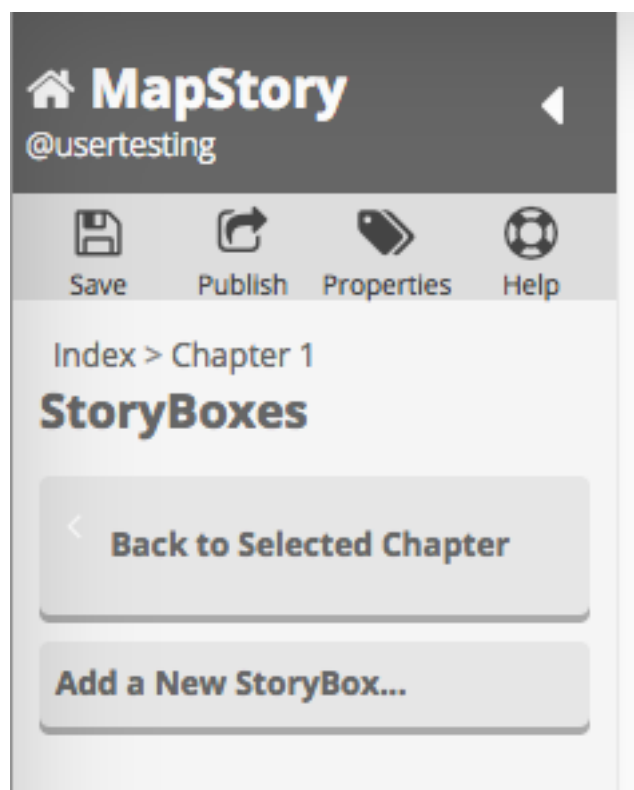 MapStory
@usertesting
Save Publish Properties Help
Index > Chapter 1
StoryBoxes
Back to Selected Chapter
Add a New StoryBox...